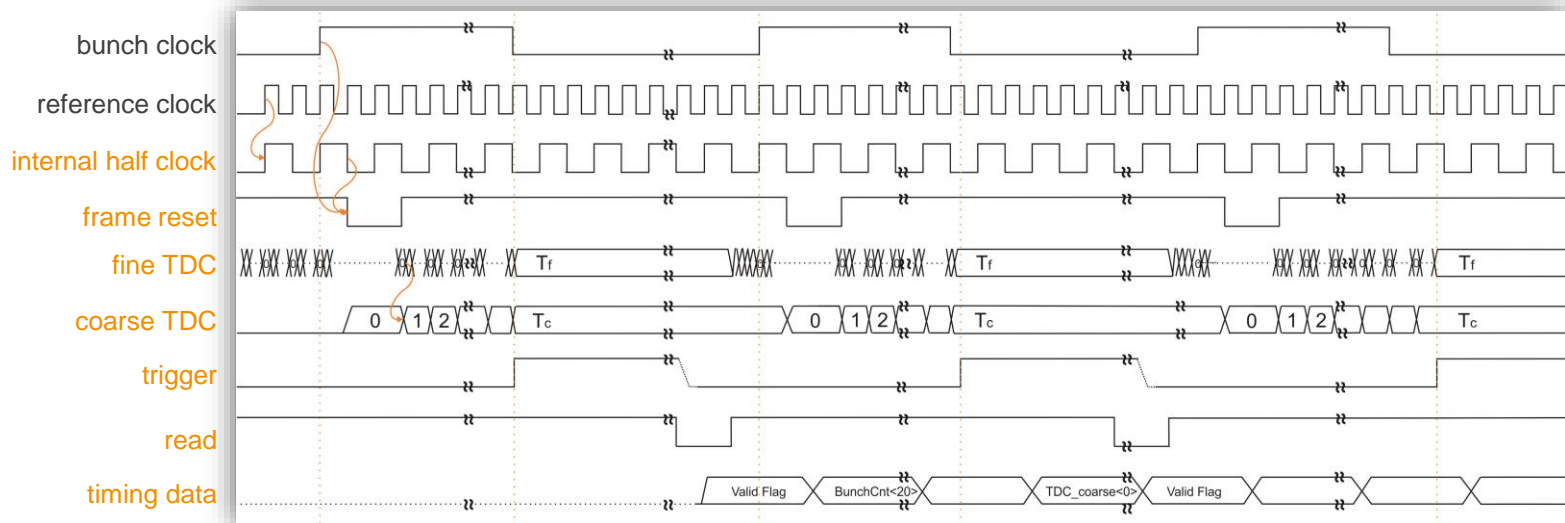 bunch clock
reference clock
internal half clock
frame reset
fine TDC
Tf
Tf
Tf
coarse TDC
0 1 2 Tc 0 1 2 Tc 0 1 2 Tc
trigger
read
timing data
Valid Flag BunchCnt<20> TDC_coarse<0> Valid Flag